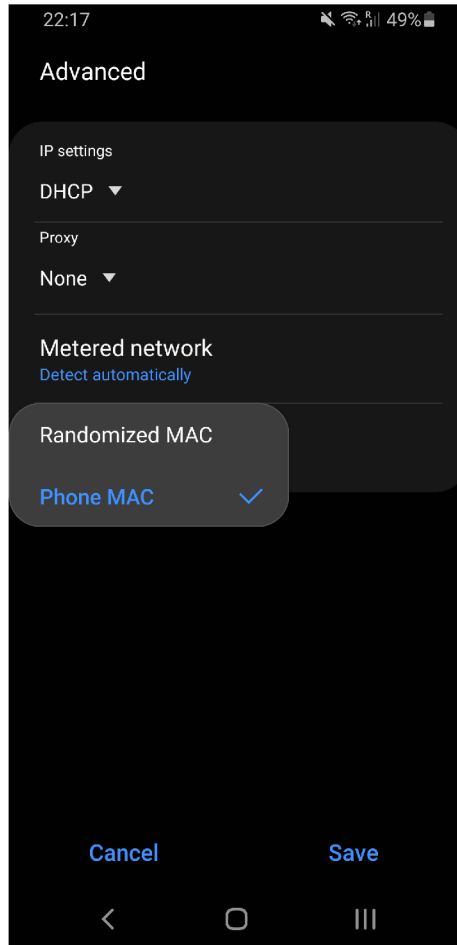 22:17
R
49%
Advanced
IP settings
DHCP
Proxy
None
Metered network
Detect automatically
Randomized MAC
Phone MAC
Cancel
Save